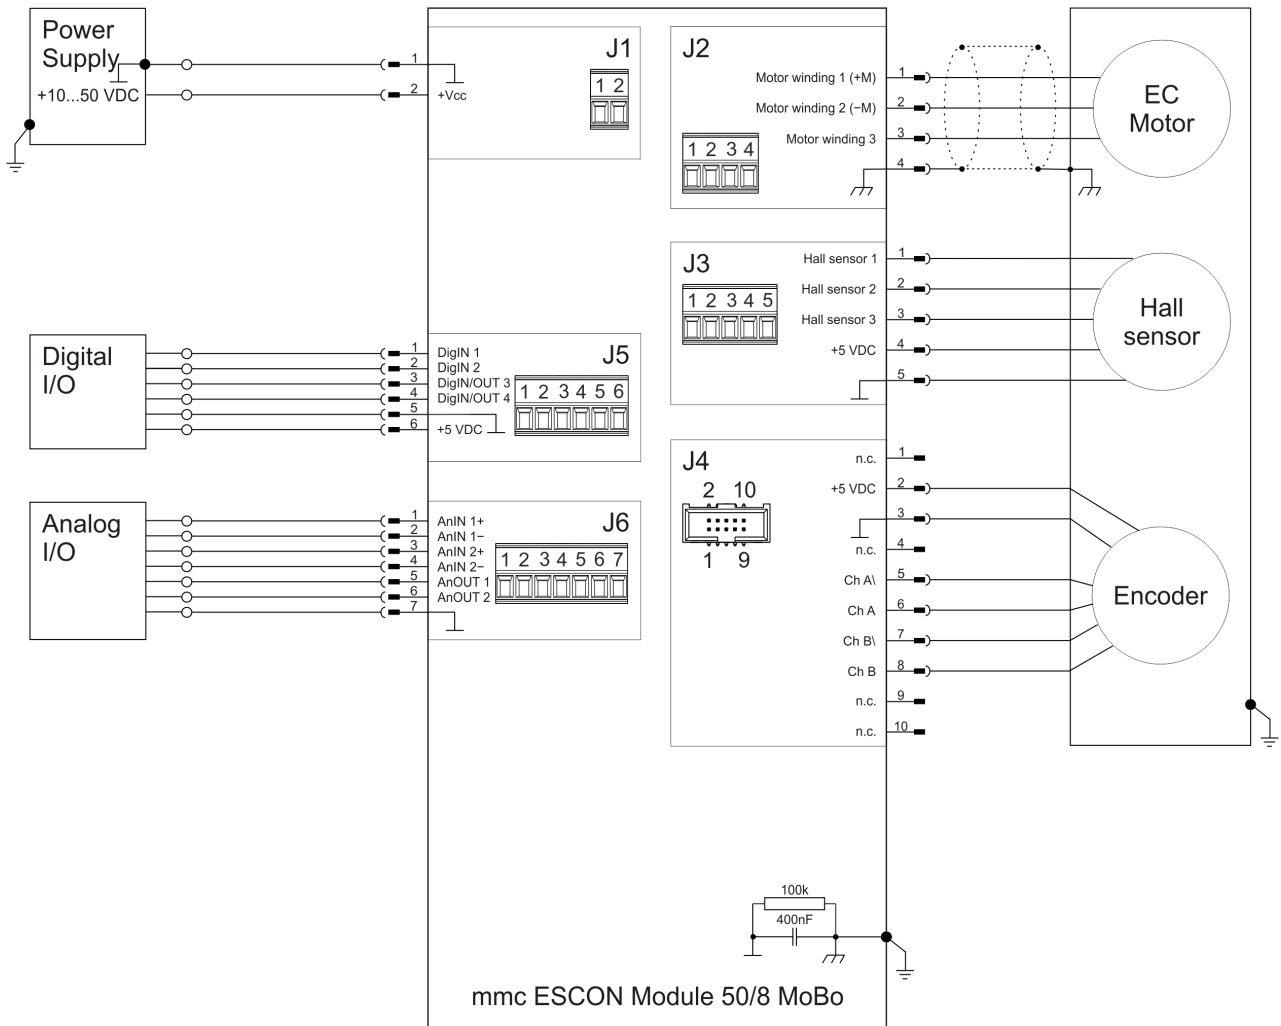 Power
Supply
+10...50 VDC
1
2
+Vcc
J1
1 2
J2
1 2 3 4
Motor winding 1 (+M)
1
Motor winding 2 (−M)
2
Motor winding 3
3
4
EC
Motor
J3
1 2 3 4 5
Hall sensor 1
1
Hall sensor 2
2
Hall sensor 3
3
+5 VDC
4
5
Hall
sensor
Digital
I/O
1
DigIN 1
2
DigIN 2
3
DigIN/OUT 3
4
DigIN/OUT 4
5
6
+5 VDC
J5
1 2 3 4 5 6
Analog
I/O
1
AnIN 1+
2
AnIN 1−
3
AnIN 2+
4
AnIN 2−
5
AnOUT 1
6
AnOUT 2
7
J6
1 2 3 4 5 6 7
J4
2 10
1 9
n.c.
1
+5 VDC
2
3
n.c.
4
Ch A\
5
Ch A
6
Ch B\
7
Ch B
8
n.c.
9
n.c.
10
Encoder
100k
400nF
mmc ESCON Module 50/8 MoBo